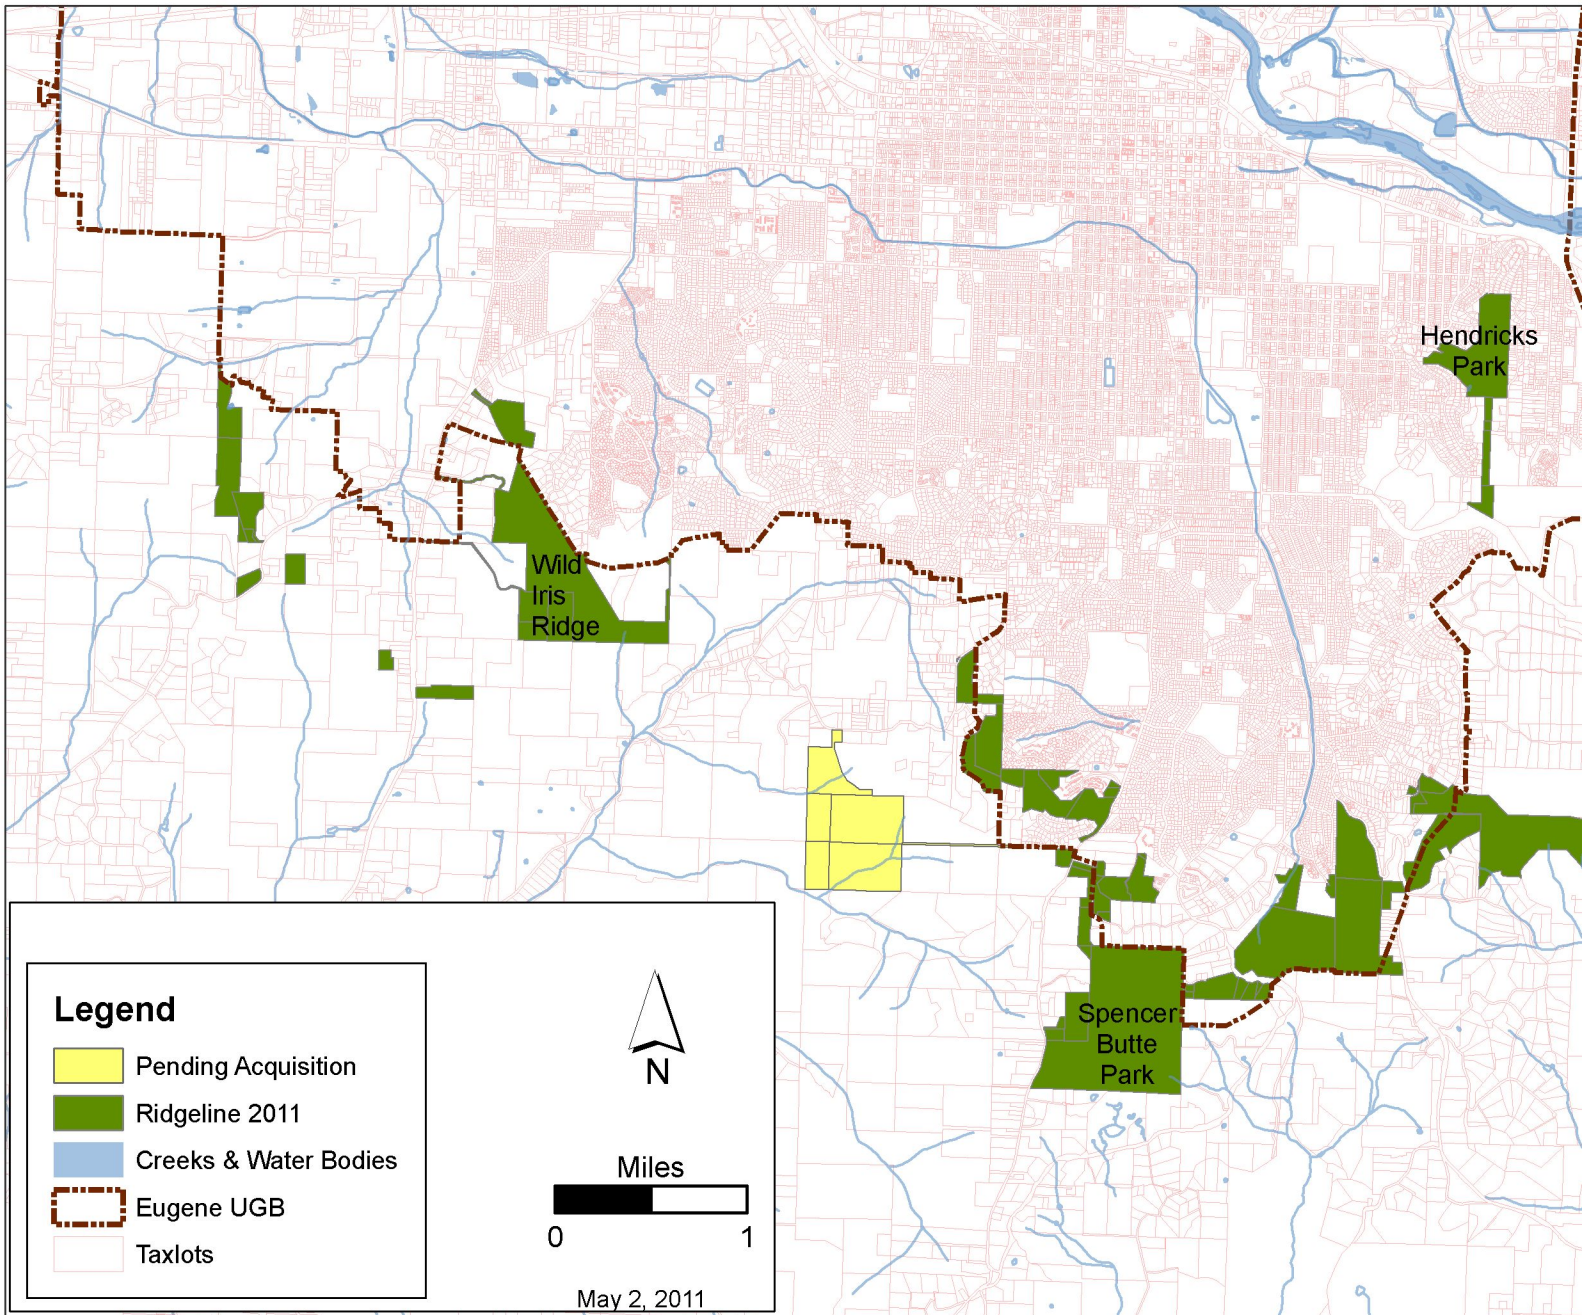 Hendricks
Park
Wild
Iris
Ridge
Spencer
Butte
Park
Legend
Pending Acquisition
Ridgeline 2011
Creeks & Water Bodies
Eugene UGB
Taxlots
N
Miles
0 1
May 2, 2011